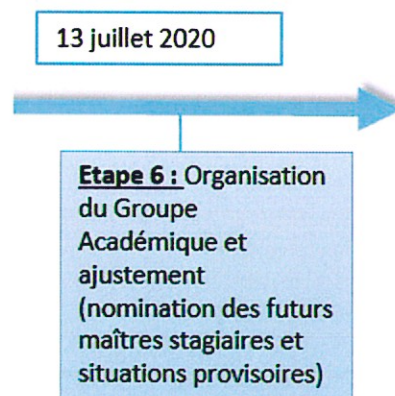 13 juillet 2020
Etape 6 : Organisation
du Groupe
Académique et
ajustement
(nomination des futurs
maîtres stagiaires et
situations provisoires)